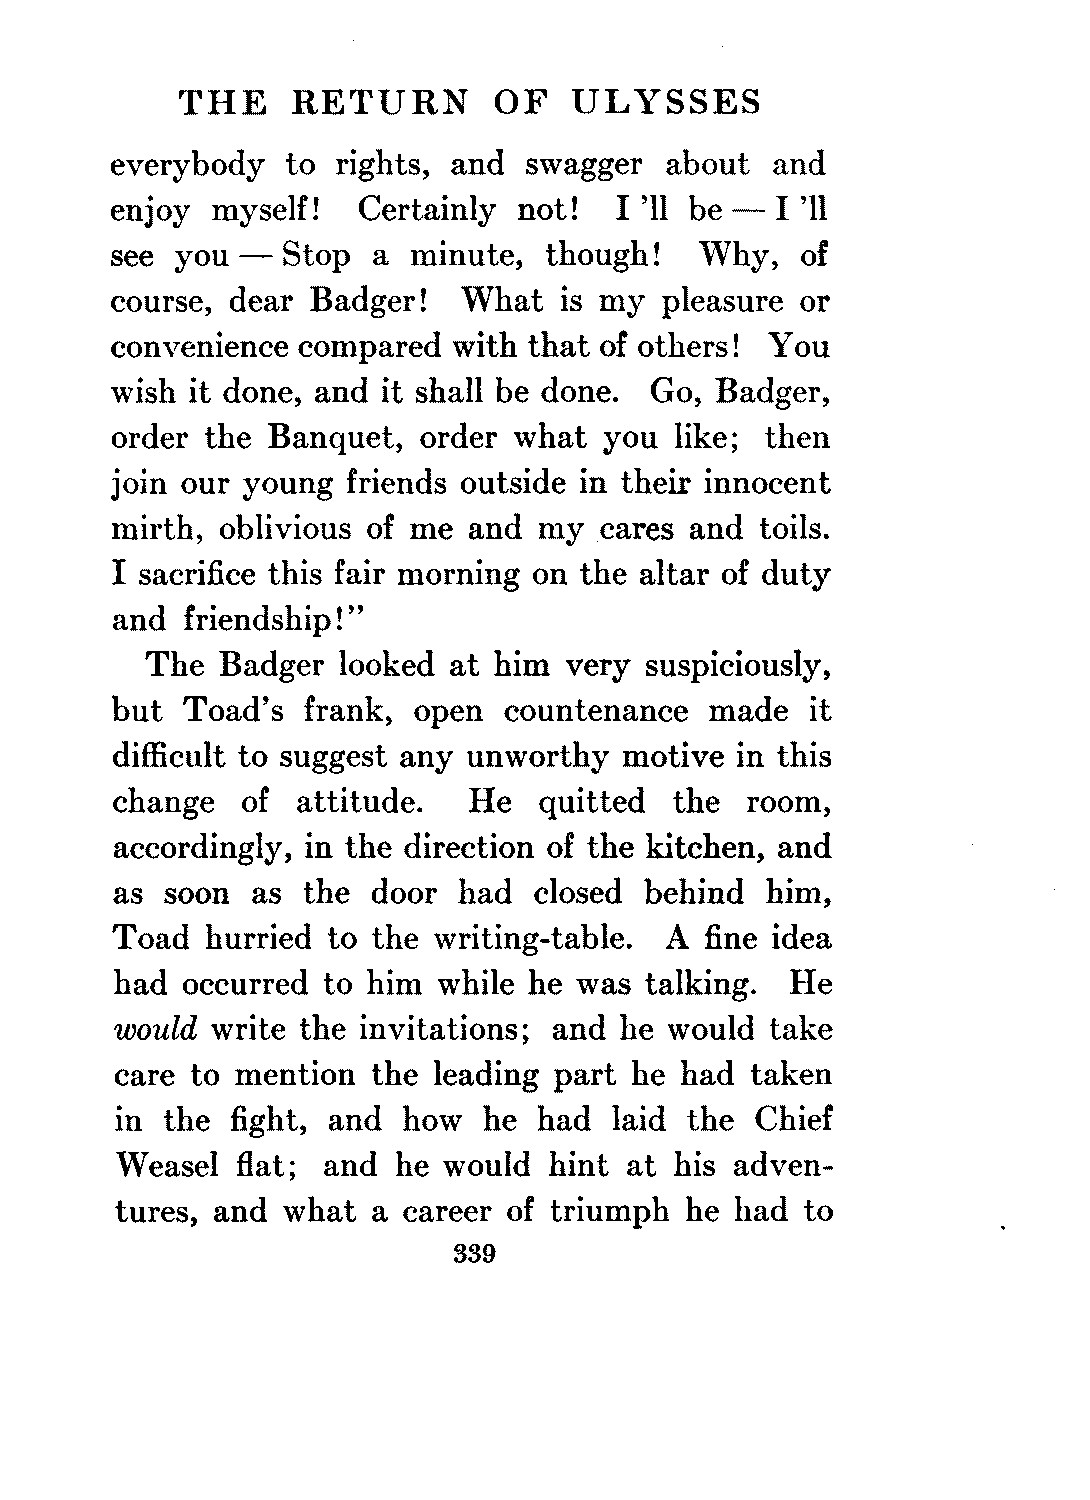 THE RETURN OF ULYSSES
everybody to rights, and swagger about and
enjoy myself! Certainly not! I 'll be — I 'll
see you — Stop a minute, though! Why, of
course, dear Badger! What is my pleasure or
convenience compared with that of others! You
wish it done, and it shall be done. Go, Badger,
order the Banquet, order what you like; then
join our young friends outside in their innocent
mirth, oblivious of me and my cares and toils.
I sacrifice this fair morning on the altar of duty
and friendship!"
The Badger looked at him very suspiciously,
but Toad's frank, open countenance made it
difficult to suggest any unworthy motive in this
change of attitude. He quitted the room,
accordingly, in the direction of the kitchen, and
as soon as the door had closed behind him,
Toad hurried to the writing-table. A fine idea
had occurred to him while he was talking. He
would write the invitations; and he would take
care to mention the leading part he had taken
in the fight, and how he had laid the Chief
Weasel flat; and he would hint at his adven-
tures, and what a career of triumph he had to
339